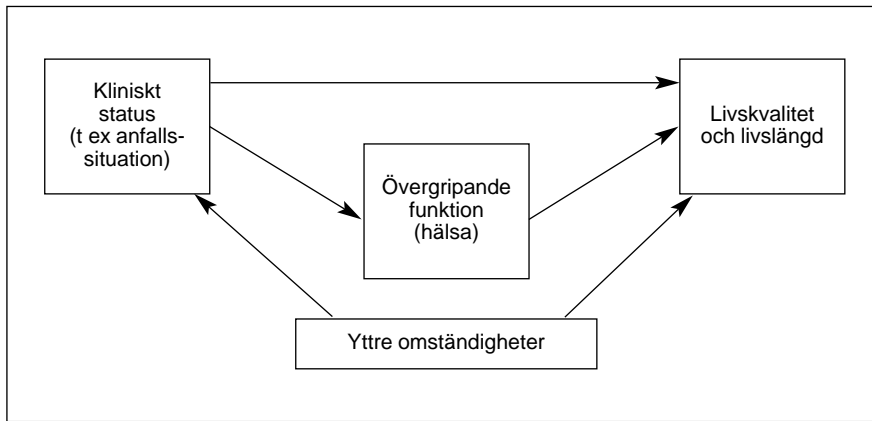 Kliniskt
status
(t ex anfalls-
situation)
Övergripande
funktion
(hälsa)
Livskvalitet
och livslängd
Yttre omständigheter